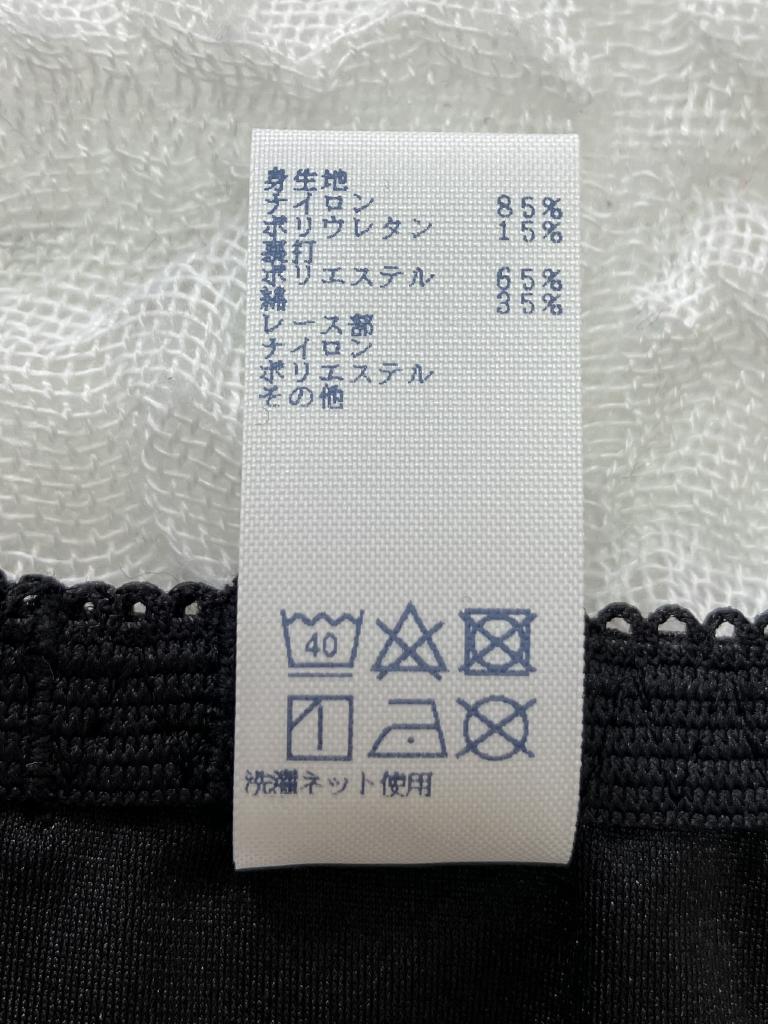 身生地
ナイロン 85%
ポリウレタン 15%
裏打
ポリエステル 65%
綿 35%
レース部
ナイロン
ポリエステル
その他
40
洗濯ネット使用